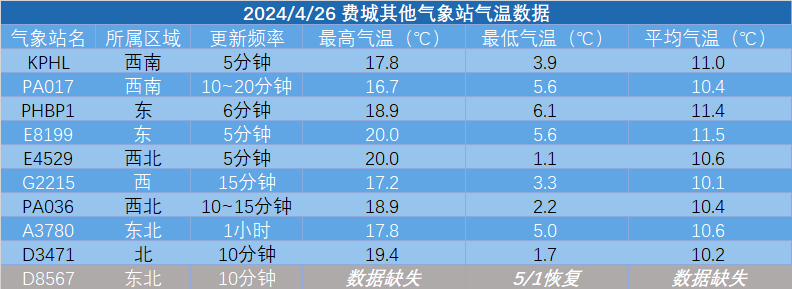 2024/4/26 费城其他气象站气温数据
气象站名 所属区域 更新频率 最高气温（℃） 最低气温（℃） 平均气温（℃）
KPHL 西南 5分钟 17.8 3.9 11.0
PA017 西南 10~20分钟 16.7 5.6 10.4
PHBP1 东 6分钟 18.9 6.1 11.4
E8199 东 5分钟 20.0 5.6 11.5
E4529 西北 5分钟 20.0 1.1 10.6
G2215 西 15分钟 17.2 3.3 10.1
PA036 西北 10~15分钟 18.9 2.2 10.4
A3780 东北 1小时 17.8 5.0 10.6
D3471 北 10分钟 19.4 1.7 10.2
D8567 东北 10分钟 数据缺失 5/1恢复 数据缺失